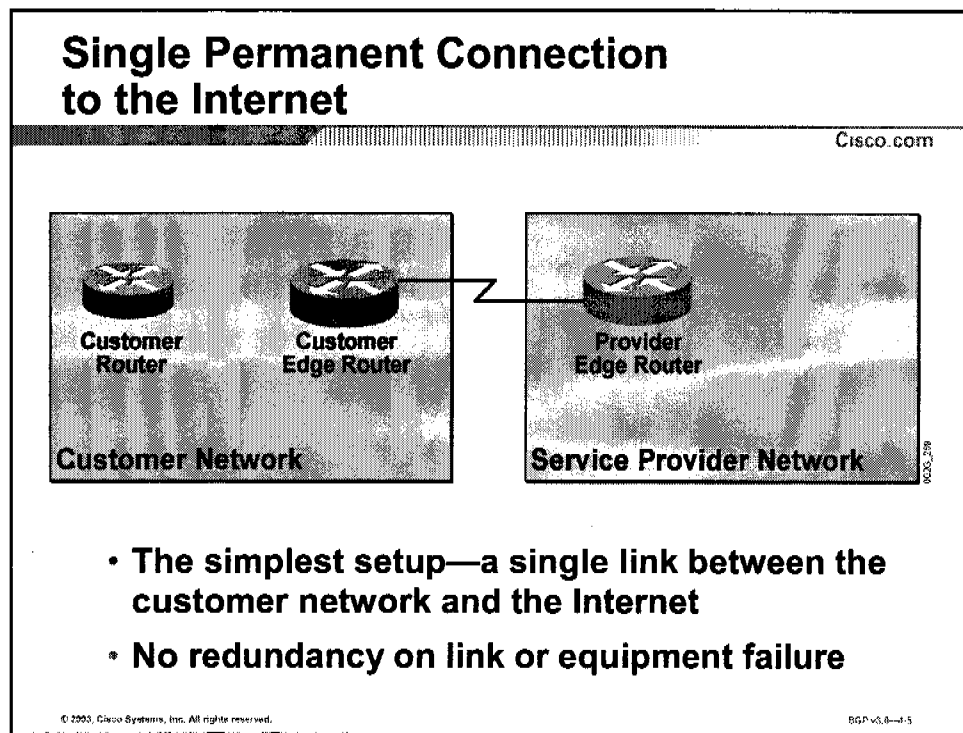 Single Permanent Connection
to the Internet
Cisco.com
Customer
Router
Customer
Edge Router
Provider
Edge Router
Customer Network
Service Provider Network
• The simplest setup—a single link between the
customer network and the Internet
• No redundancy on link or equipment failure
© 2003, Cisco Systems, Inc. All rights reserved.